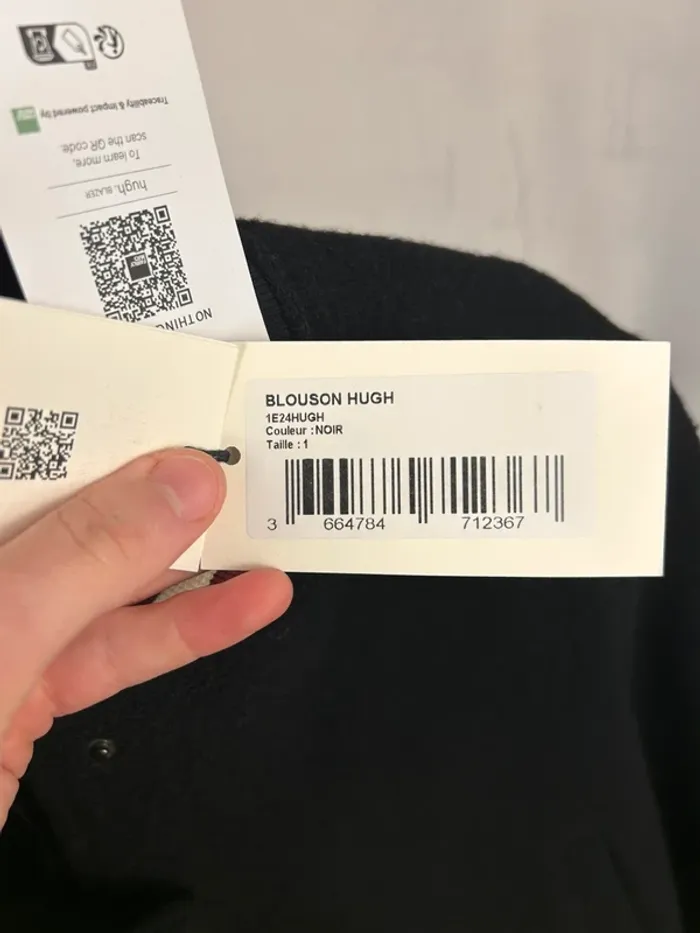 Traceability & Impact powered by
To learn more,
scan the QR code.
hugh. BLAZER
NOTHING
BLOUSON HUGH
1E24HUGH
Couleur : NOIR
Taille : 1
3 664784 712367